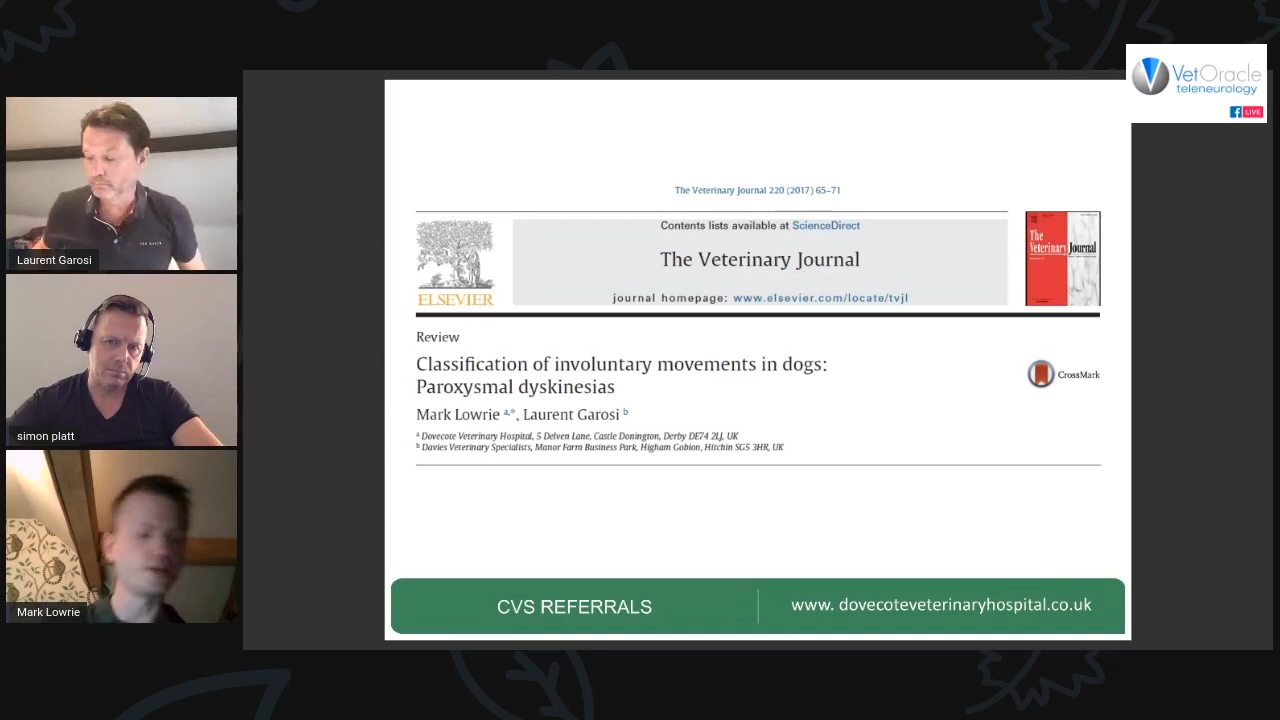 VetOracle
teleneurology
LIVE
Laurent Garosi
simon platt
Mark Lowrie
The Veterinary Journal 220 (2017) 65–71
Contents lists available at ScienceDirect
The Veterinary Journal
journal homepage: www.elsevier.com/locate/tvjl
ELSEVIER
The
Veterinary Journal
Review
Classification of involuntary movements in dogs:
Paroxysmal dyskinesias
CrossMark
Mark Lowrie a,*, Laurent Garosi b
a Dovecote Veterinary Hospital, 5 Delven Lane, Castle Donington, Derby DE74 2LJ, UK
b Davies Veterinary Specialists, Manor Farm Business Park, Higham Gobion, Hitchin SG5 3HR, UK
CVS REFERRALS
www. dovecoteveterinaryhospital.co.uk